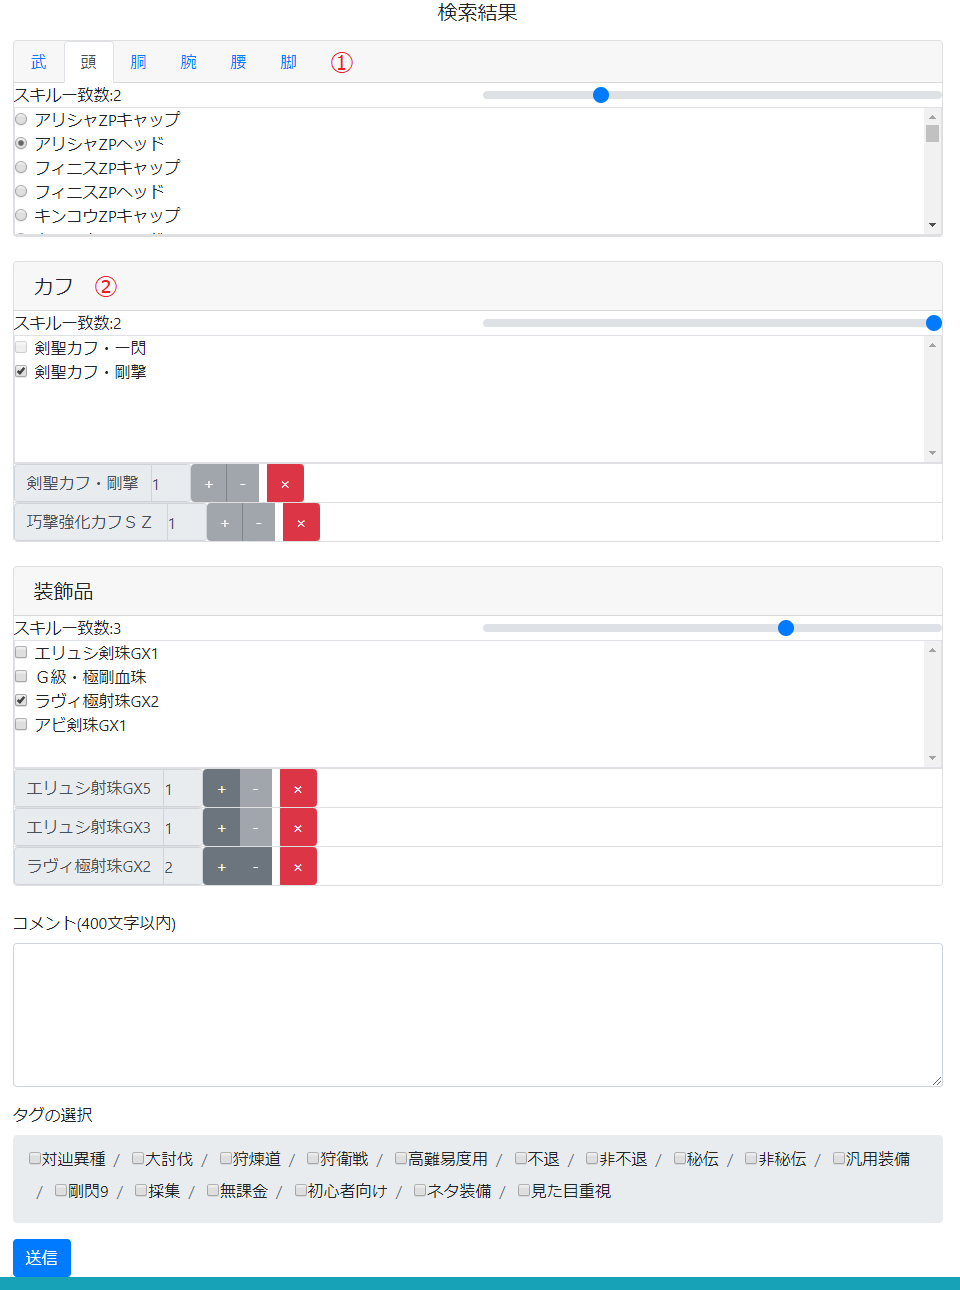 検索結果
武 頭 胴 腕 腰 脚 ①
スキル一致数:2
アリシャZPキャップ
アリシャZPヘッド
フィニスZPキャップ
フィニスZPヘッド
キンコウZPキャップ
カフ ②
スキル一致数:2
剣聖カフ・一閃
剣聖カフ・剛撃
剣聖カフ・剛撃 1 + - ×
巧撃強化カフＳＺ 1 + - ×
装飾品
スキル一致数:3
エリュシ剣珠GX1
Ｇ級・極剛血珠
ラヴィ極射珠GX2
アビ剣珠GX1
エリュシ射珠GX5 1 + - ×
エリュシ射珠GX3 1 + - ×
ラヴィ極射珠GX2 2 + - ×
コメント(400文字以内)
タグの選択
対辿異種 / 大討伐 / 狩煉道 / 狩衛戦 / 高難易度用 / 不退 / 非不退 / 秘伝 / 非秘伝 / 汎用装備
/ 剛閃9 / 採集 / 無課金 / 初心者向け / ネタ装備 / 見た目重視
送信